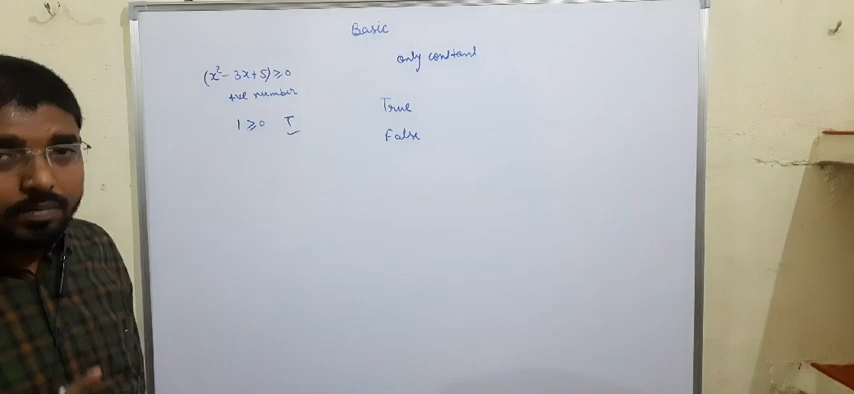 Basic
only constant
(x² - 3x + 5) ≥ 0
+ve number
True
1 ≥ 0 T
False